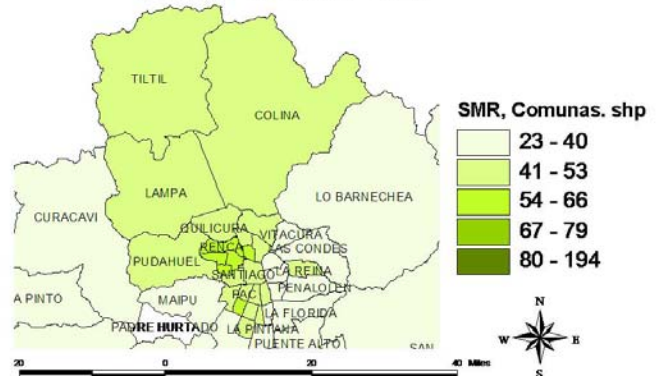 TILTIL
COLINA
LAMPA
LO BARNECHEA
CURACAVI
QUILICURA
VITACURA
RENCA
LAS CONDES
PUDAHUEL
SANTIAGO
LA REINA
PENALOLEN
A PINTO
MAIPU
PAC
LA FLORIDA
PADRE HURTADO
LA PINTANA
PUENTE ALTO
SAN
20 0 20 40 Miles
SMR, Comunas. shp
23 - 40
41 - 53
54 - 66
67 - 79
80 - 194
N
W E
S